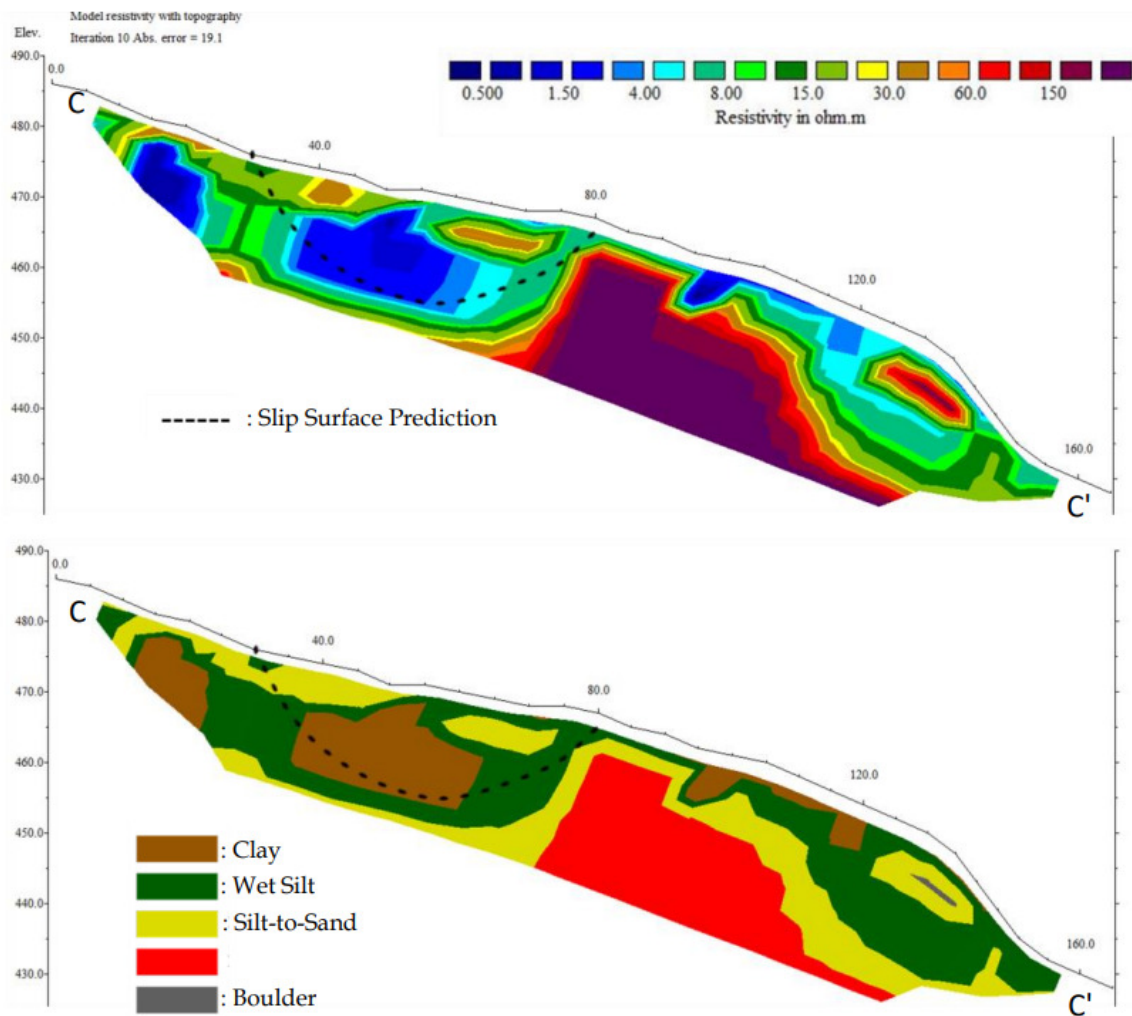 Model resistivity with topography
Elev. Iteration 10 Abs. error = 19.1
490.0
0.0
C
480.0
40.0
470.0
80.0
460.0
120.0
450.0
440.0
160.0
430.0
C'
0.500 1.50 4.00 8.00 15.0 30.0 60.0 150
Resistivity in ohm.m
: Slip Surface Prediction
490.0
0.0
C
480.0
40.0
470.0
80.0
460.0
120.0
450.0
440.0
160.0
430.0
C'
: Clay
: Wet Silt
: Silt-to-Sand
: Boulder